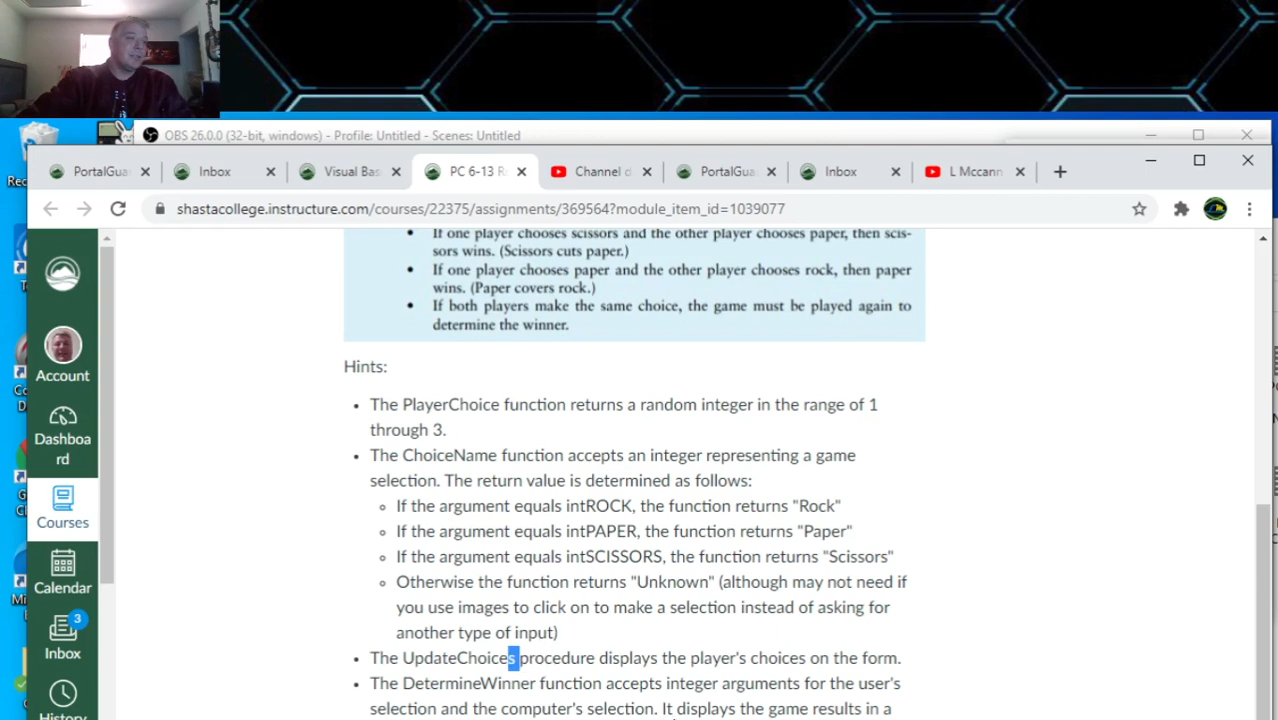 OBS 26.0.0 (32-bit, windows) - Profile: Untitled - Scenes: Untitled
PortalGua
Inbox
Visual Bas
PC 6-13 R
Channel d
PortalGua
Inbox
L Mccann
shastacollege.instructure.com/courses/22375/assignments/369564?module_item_id=1039077
Account
Dashboa
rd
Courses
Calendar
3
Inbox
History
• If one player chooses scissors and the other player chooses paper, then scis-
sors wins. (Scissors cuts paper.)
• If one player chooses paper and the other player chooses rock, then paper
wins. (Paper covers rock.)
• If both players make the same choice, the game must be played again to
determine the winner.
Hints:
• The PlayerChoice function returns a random integer in the range of 1
through 3.
• The ChoiceName function accepts an integer representing a game
selection. The return value is determined as follows:
◦ If the argument equals intROCK, the function returns "Rock"
◦ If the argument equals intPAPER, the function returns "Paper"
◦ If the argument equals intSCISSORS, the function returns "Scissors"
◦ Otherwise the function returns "Unknown" (although may not need if
you use images to click on to make a selection instead of asking for
another type of input)
• The UpdateChoices procedure displays the player's choices on the form.
• The DetermineWinner function accepts integer arguments for the user's
selection and the computer's selection. It displays the game results in a